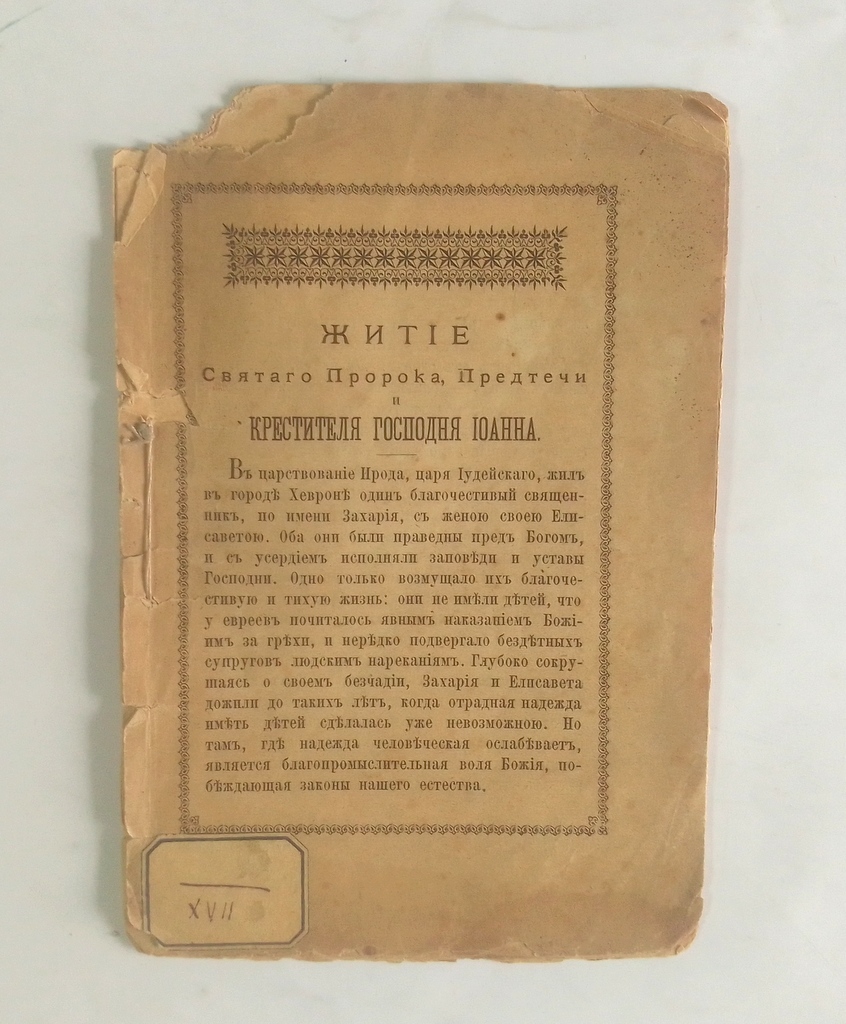 ЖИТІЕ
Святаго Пророка, Предтечи
и
КРЕСТИТЕЛЯ ГОСПОДНЯ ІОАННА.
Въ царствованіе Ирода, царя Іудейскаго, жилъ
въ городѣ Хевронѣ одинъ благочестивый священ-
никъ, по имени Захарія, съ женою своею Ели-
саветою. Оба они были праведны предъ Богомъ,
и съ усердіемъ исполняли заповѣди и уставы
Господни. Одно только возмущало ихъ благоче-
стивую и тихую жизнь: они не имѣли дѣтей, что
у евреевъ почиталось явнымъ наказаніемъ Божі-
имъ за грѣхи, и нерѣдко подвергало бездѣтныхъ
супруговъ людскимъ нареканіямъ. Глубоко сокру-
шаясь о своемъ безчадіи, Захарія и Елисавета
дожили до такихъ лѣтъ, когда отрадная надежда
имѣть дѣтей сдѣлалась уже невозможною. Но
тамъ, гдѣ надежда человѣческая ослабѣваетъ,
является благопромыслительная воля Божія, по-
бѣждающая законы нашего естества.
XVII